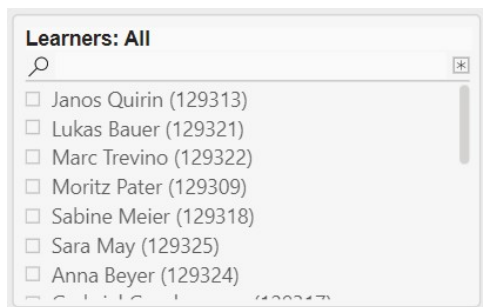 Learners: All
Janos Quirin (129313)
Lukas Bauer (129321)
Marc Trevino (129322)
Moritz Pater (129309)
Sabine Meier (129318)
Sara May (129325)
Anna Beyer (129324)